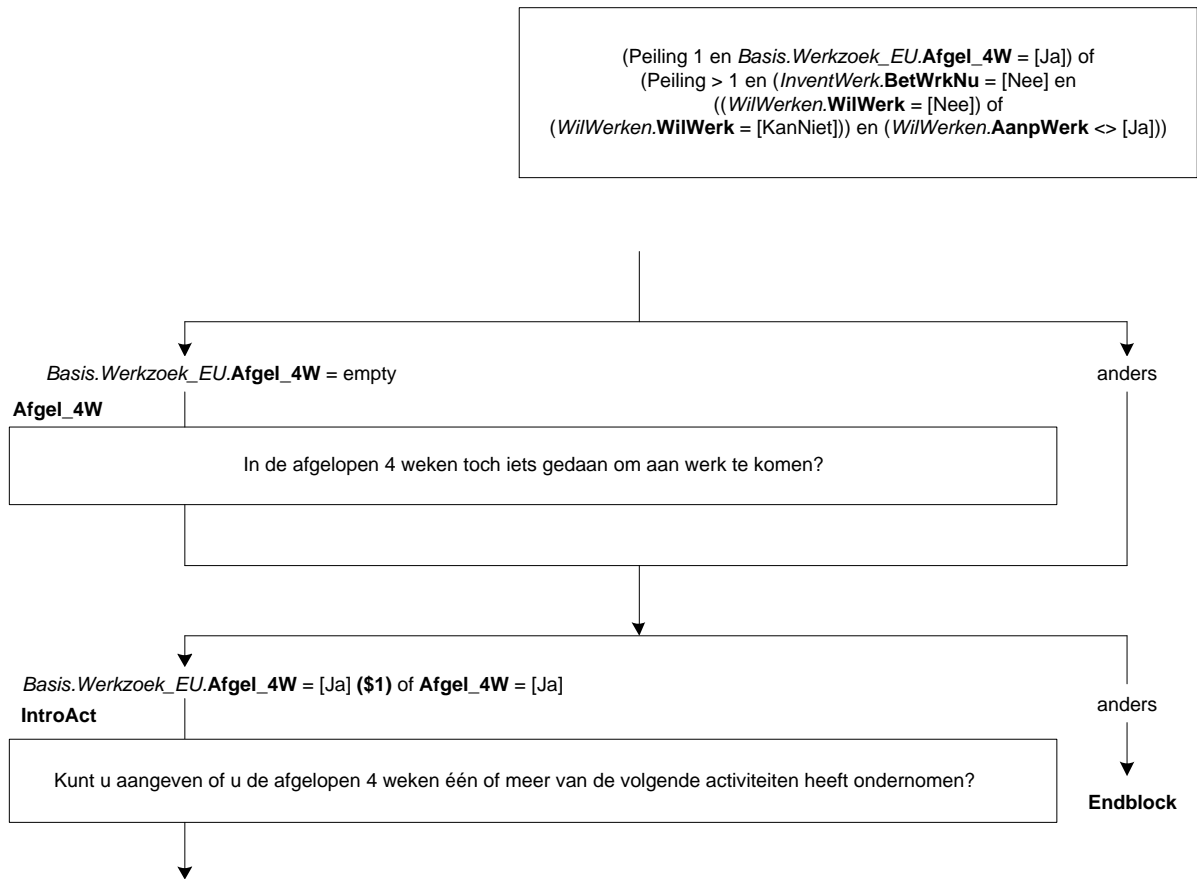 (Peiling 1 en Basis.Werkzoek_EU.Afgel_4W = [Ja]) of
(Peiling > 1 en (InventWerk.BetWrkNu = [Nee] en
((WilWerken.WilWerk = [Nee]) of
(WilWerken.WilWerk = [KanNiet])) en (WilWerken.AanpWerk <> [Ja]))
Basis.Werkzoek_EU.Afgel_4W = empty
anders
Afgel_4W
In de afgelopen 4 weken toch iets gedaan om aan werk te komen?
Basis.Werkzoek_EU.Afgel_4W = [Ja] ($1) of Afgel_4W = [Ja]
anders
IntroAct
Kunt u aangeven of u de afgelopen 4 weken één of meer van de volgende activiteiten heeft ondernomen?
Endblock